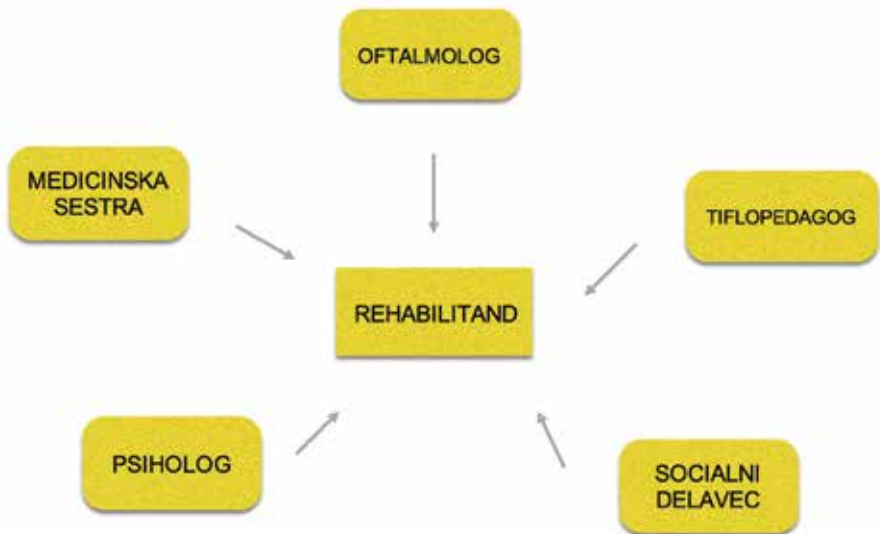 OFTALMOLOG
MEDICINSKA
SESTRA
TIFLOPEDAGOG
REHABILITAND
PSIHOLOG
SOCIALNI
DELAVEC